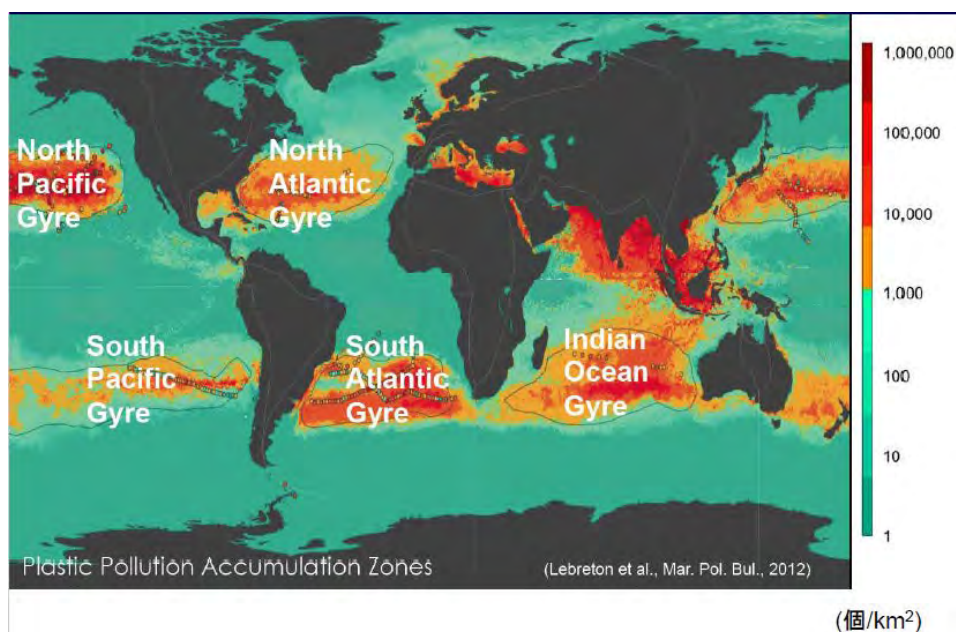 North
Pacific
Gyre
North
Atlantic
Gyre
South
Pacific
Gyre
South
Atlantic
Gyre
Indian
Ocean
Gyre
Plastic Pollution Accumulation Zones
(Lebreton et al., Mar. Pol. Bul., 2012)
1,000,000
100,000
10,000
1,000
100
10
1
(個/km²)